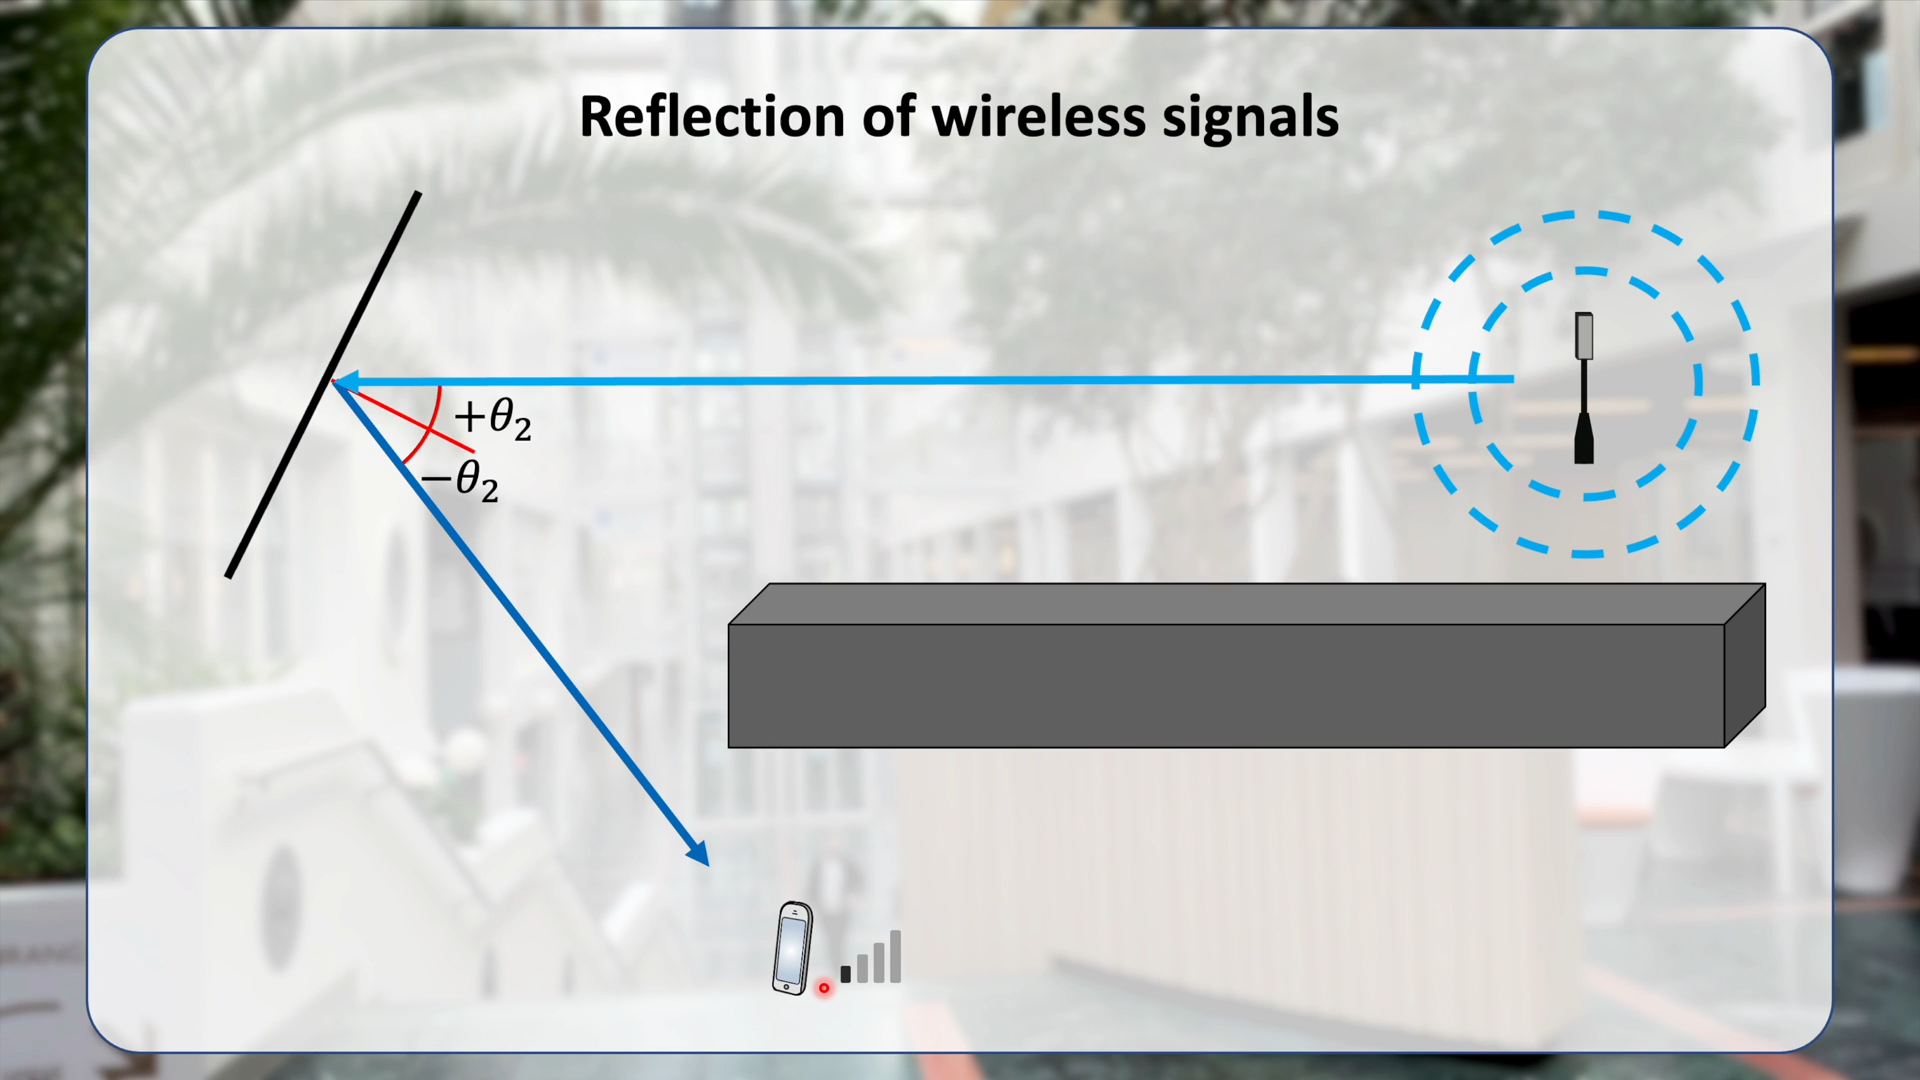 Reflection of wireless signals
+θ₂
−θ₂